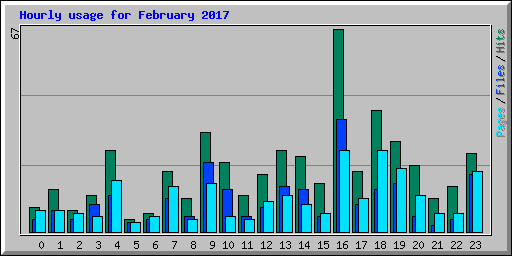 Hourly usage for February 2017
67
Pages / Files / Hits
0 1 2 3 4 5 6 7 8 9 10 11 12 13 14 15 16 17 18 19 20 21 22 23